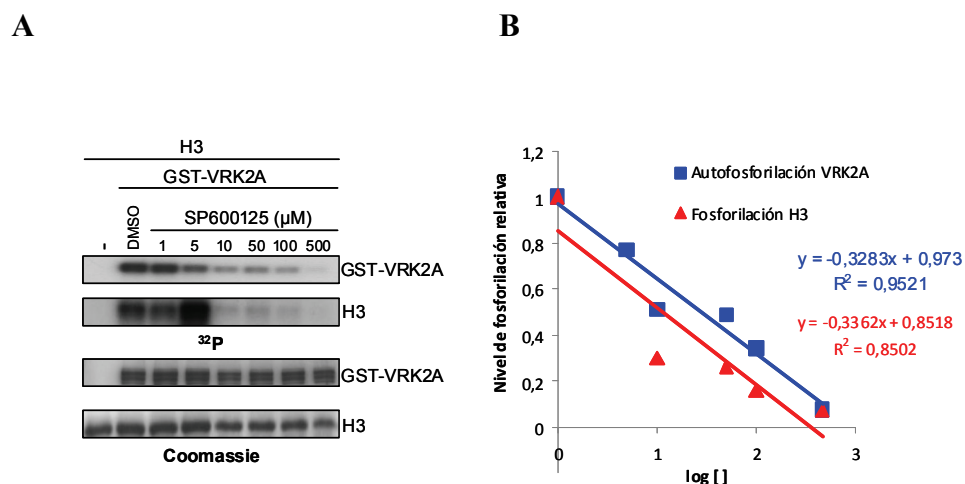 A
H3
GST-VRK2A
DMSO
SP600125 (µM)
- 1 5 10 50 100 500
GST-VRK2A
H3
³²P
GST-VRK2A
H3
Coomassie
B
Nivel de fosforilación relativa
1,2
1
0,8
0,6
0,4
0,2
0
0 1 2 3
log [ ]
Autofosforilación VRK2A
Fosforilación H3
y = -0,3283x + 0,973
R² = 0,9521
y = -0,3362x + 0,8518
R² = 0,8502